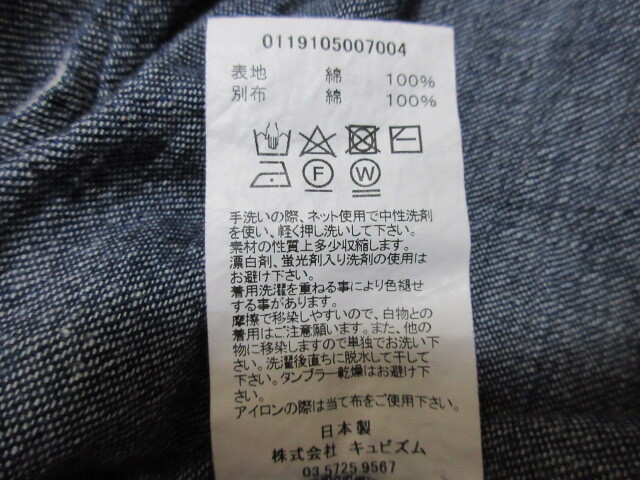 0119105007004
表地 綿 100%
別布 綿 100%
F W
手洗いの際、ネット使用で中性洗剤
を使い、軽く押し洗いして下さい。
素材の性質上多少収縮します。
漂白剤、蛍光剤入り洗剤の使用は
お避け下さい。
着用洗濯を重ねる事により色褪せ
する事があります。
摩擦で移染しやすいので、白物との
着用はご注意願います。また、他の
物に移染しますので単独でお洗い下
さい。洗濯後直ちに脱水して干して
下さい。タンブラー乾燥はお避け下
さい。
アイロンの際は当て布をご使用下さい。
日本製
株式会社 キュビズム
03 5725 9567